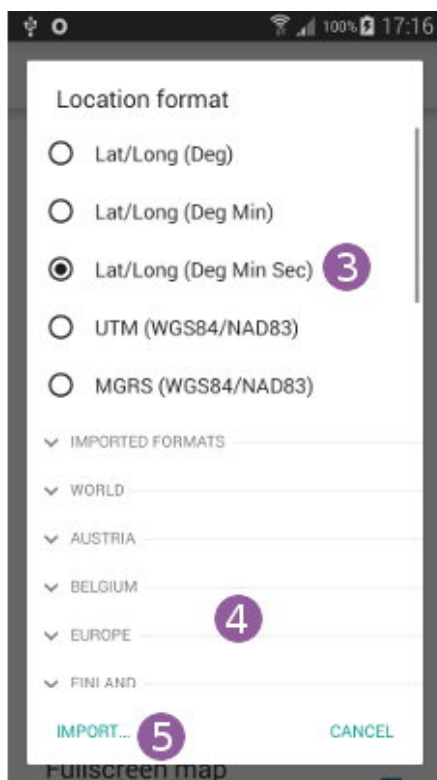 100% 17:16
Location format
Lat/Long (Deg)
Lat/Long (Deg Min)
Lat/Long (Deg Min Sec) 3
UTM (WGS84/NAD83)
MGRS (WGS84/NAD83)
IMPORTED FORMATS
WORLD
AUSTRIA
BELGIUM
4
EUROPE
FINLAND
IMPORT... 5 CANCEL
Fullscreen map